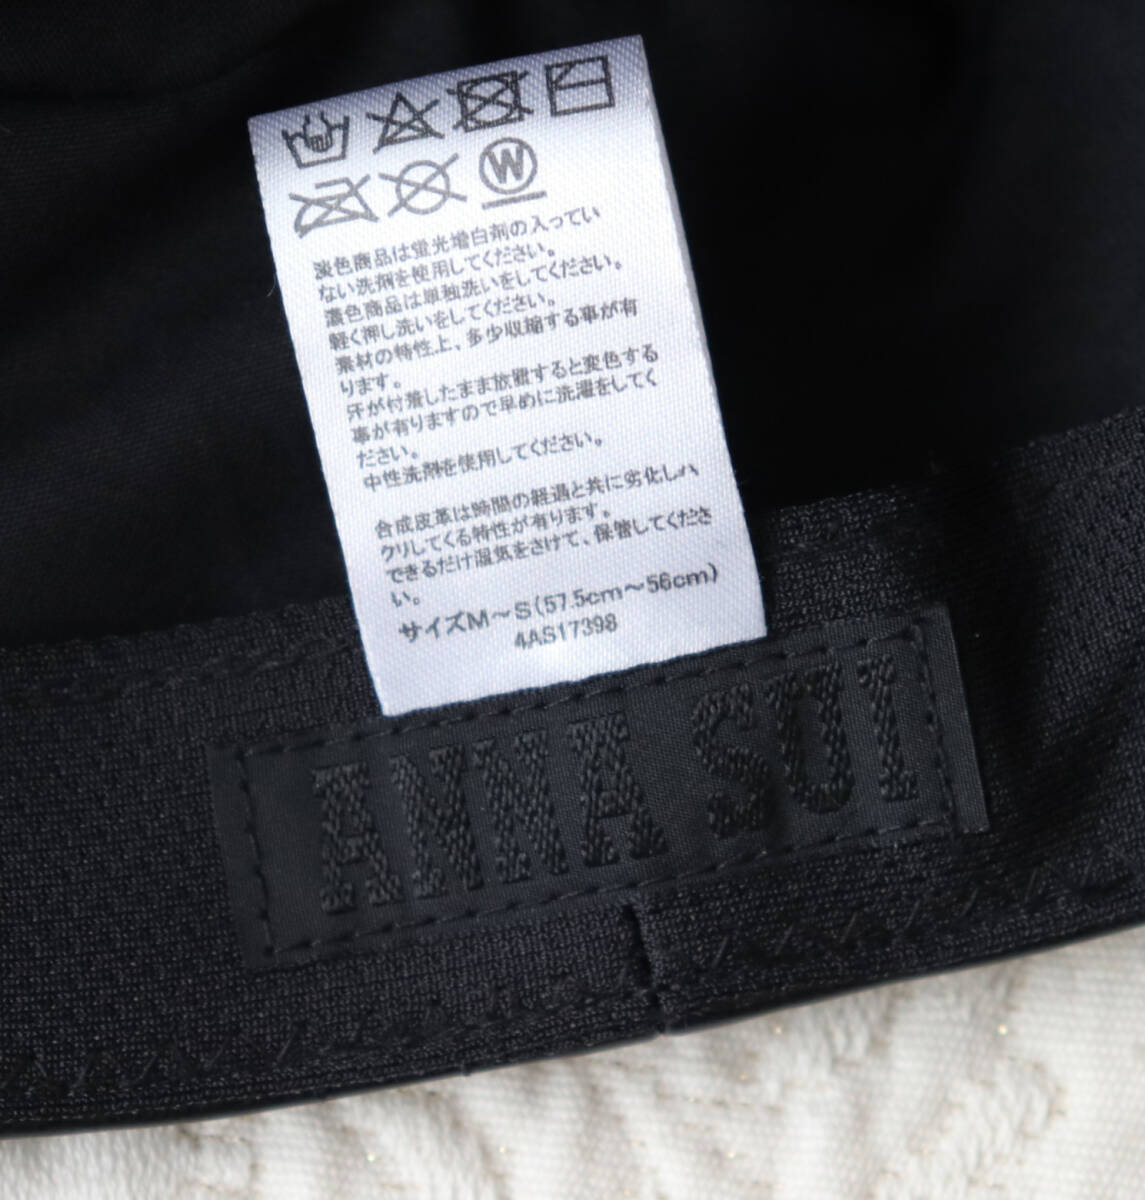 W
淡色商品は蛍光増白剤の入ってい
ない洗剤を使用してください。
濃色商品は単独洗いをしてください。
軽く押し洗いをしてください。
素材の特性上、多少収縮する事が有
ります。
汗が付着したまま放置すると変色する
事が有りますので早めに洗濯をしてく
ださい。
中性洗剤を使用してください。
合成皮革は時間の経過と共に劣化しハ
クリしてくる特性が有ります。
できるだけ湿気をさけて、保管してくださ
い。
サイズM～S(57.5cm～56cm)
4AS17398
ANNA SUI